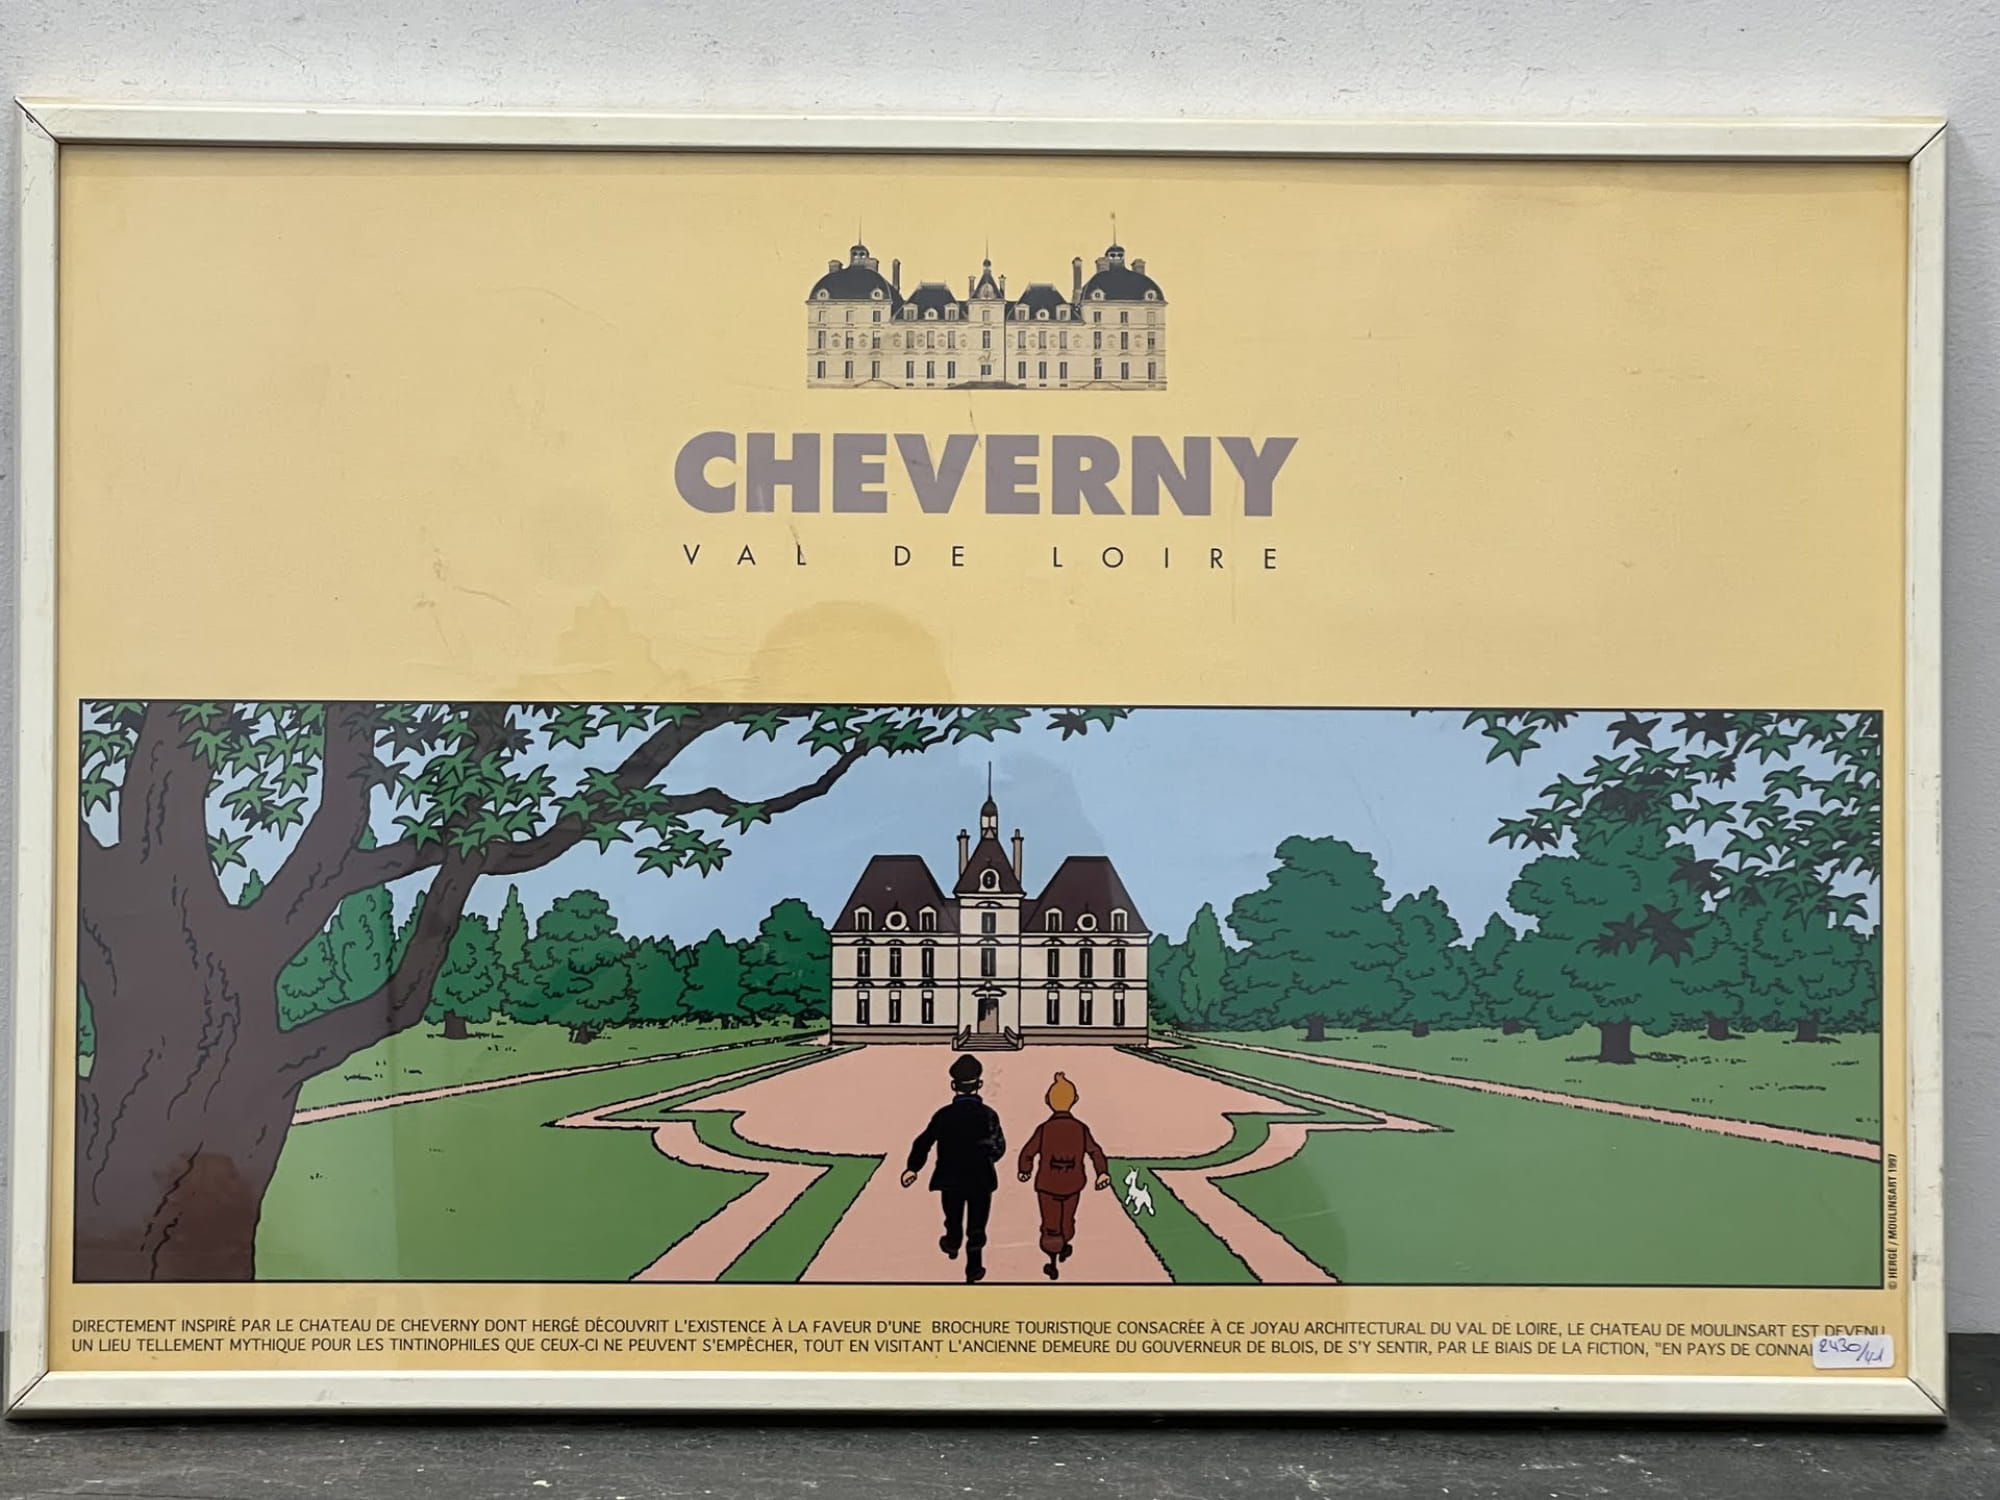 CHEVERNY
VAL DE LOIRE
© HERGÉ / MOULINSART 1997
DIRECTEMENT INSPIRÉ PAR LE CHATEAU DE CHEVERNY DONT HERGÉ DÉCOUVRIT L'EXISTENCE À LA FAVEUR D'UNE BROCHURE TOURISTIQUE CONSACRÉE À CE JOYAU ARCHITECTURAL DU VAL DE LOIRE, LE CHATEAU DE MOULINSART EST DEVENU
UN LIEU TELLEMENT MYTHIQUE POUR LES TINTINOPHILES QUE CEUX-CI NE PEUVENT S'EMPÊCHER, TOUT EN VISITANT L'ANCIENNE DEMEURE DU GOUVERNEUR DE BLOIS, DE S'Y SENTIR, PAR LE BIAIS DE LA FICTION, "EN PAYS DE
2430/41